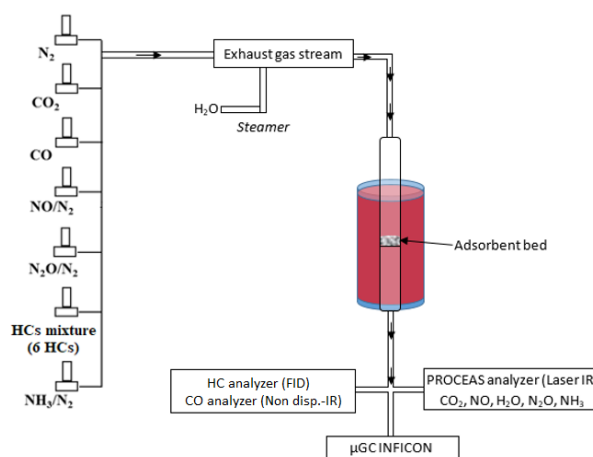 N₂
CO₂
CO
NO/N₂
N₂O/N₂
HCs mixture
(6 HCs)
NH₃/N₂
Exhaust gas stream
H₂O
Steamer
Adsorbent bed
HC analyzer (FID)
CO analyzer (Non disp.-IR)
PROCEAS analyzer (Laser IR)
CO₂, NO, H₂O, N₂O, NH₃
µGC INFICON